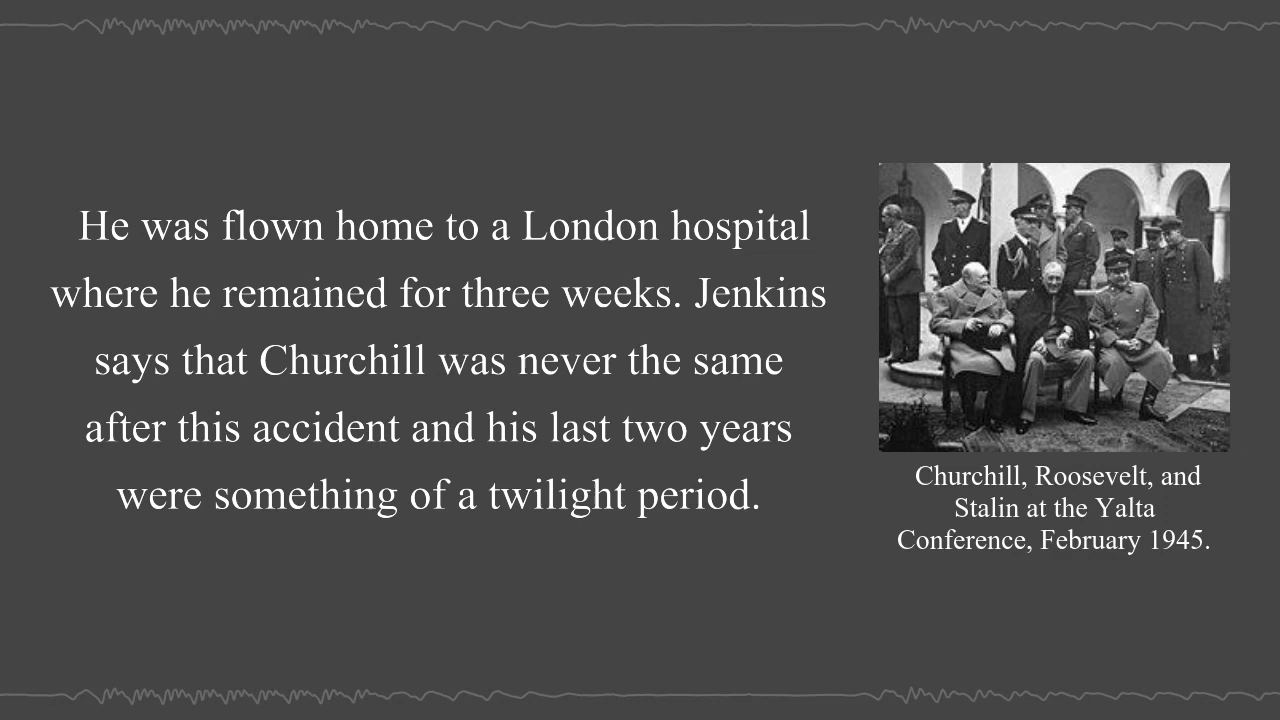 He was flown home to a London hospital
where he remained for three weeks. Jenkins
says that Churchill was never the same
after this accident and his last two years
were something of a twilight period.
Churchill, Roosevelt, and
Stalin at the Yalta
Conference, February 1945.